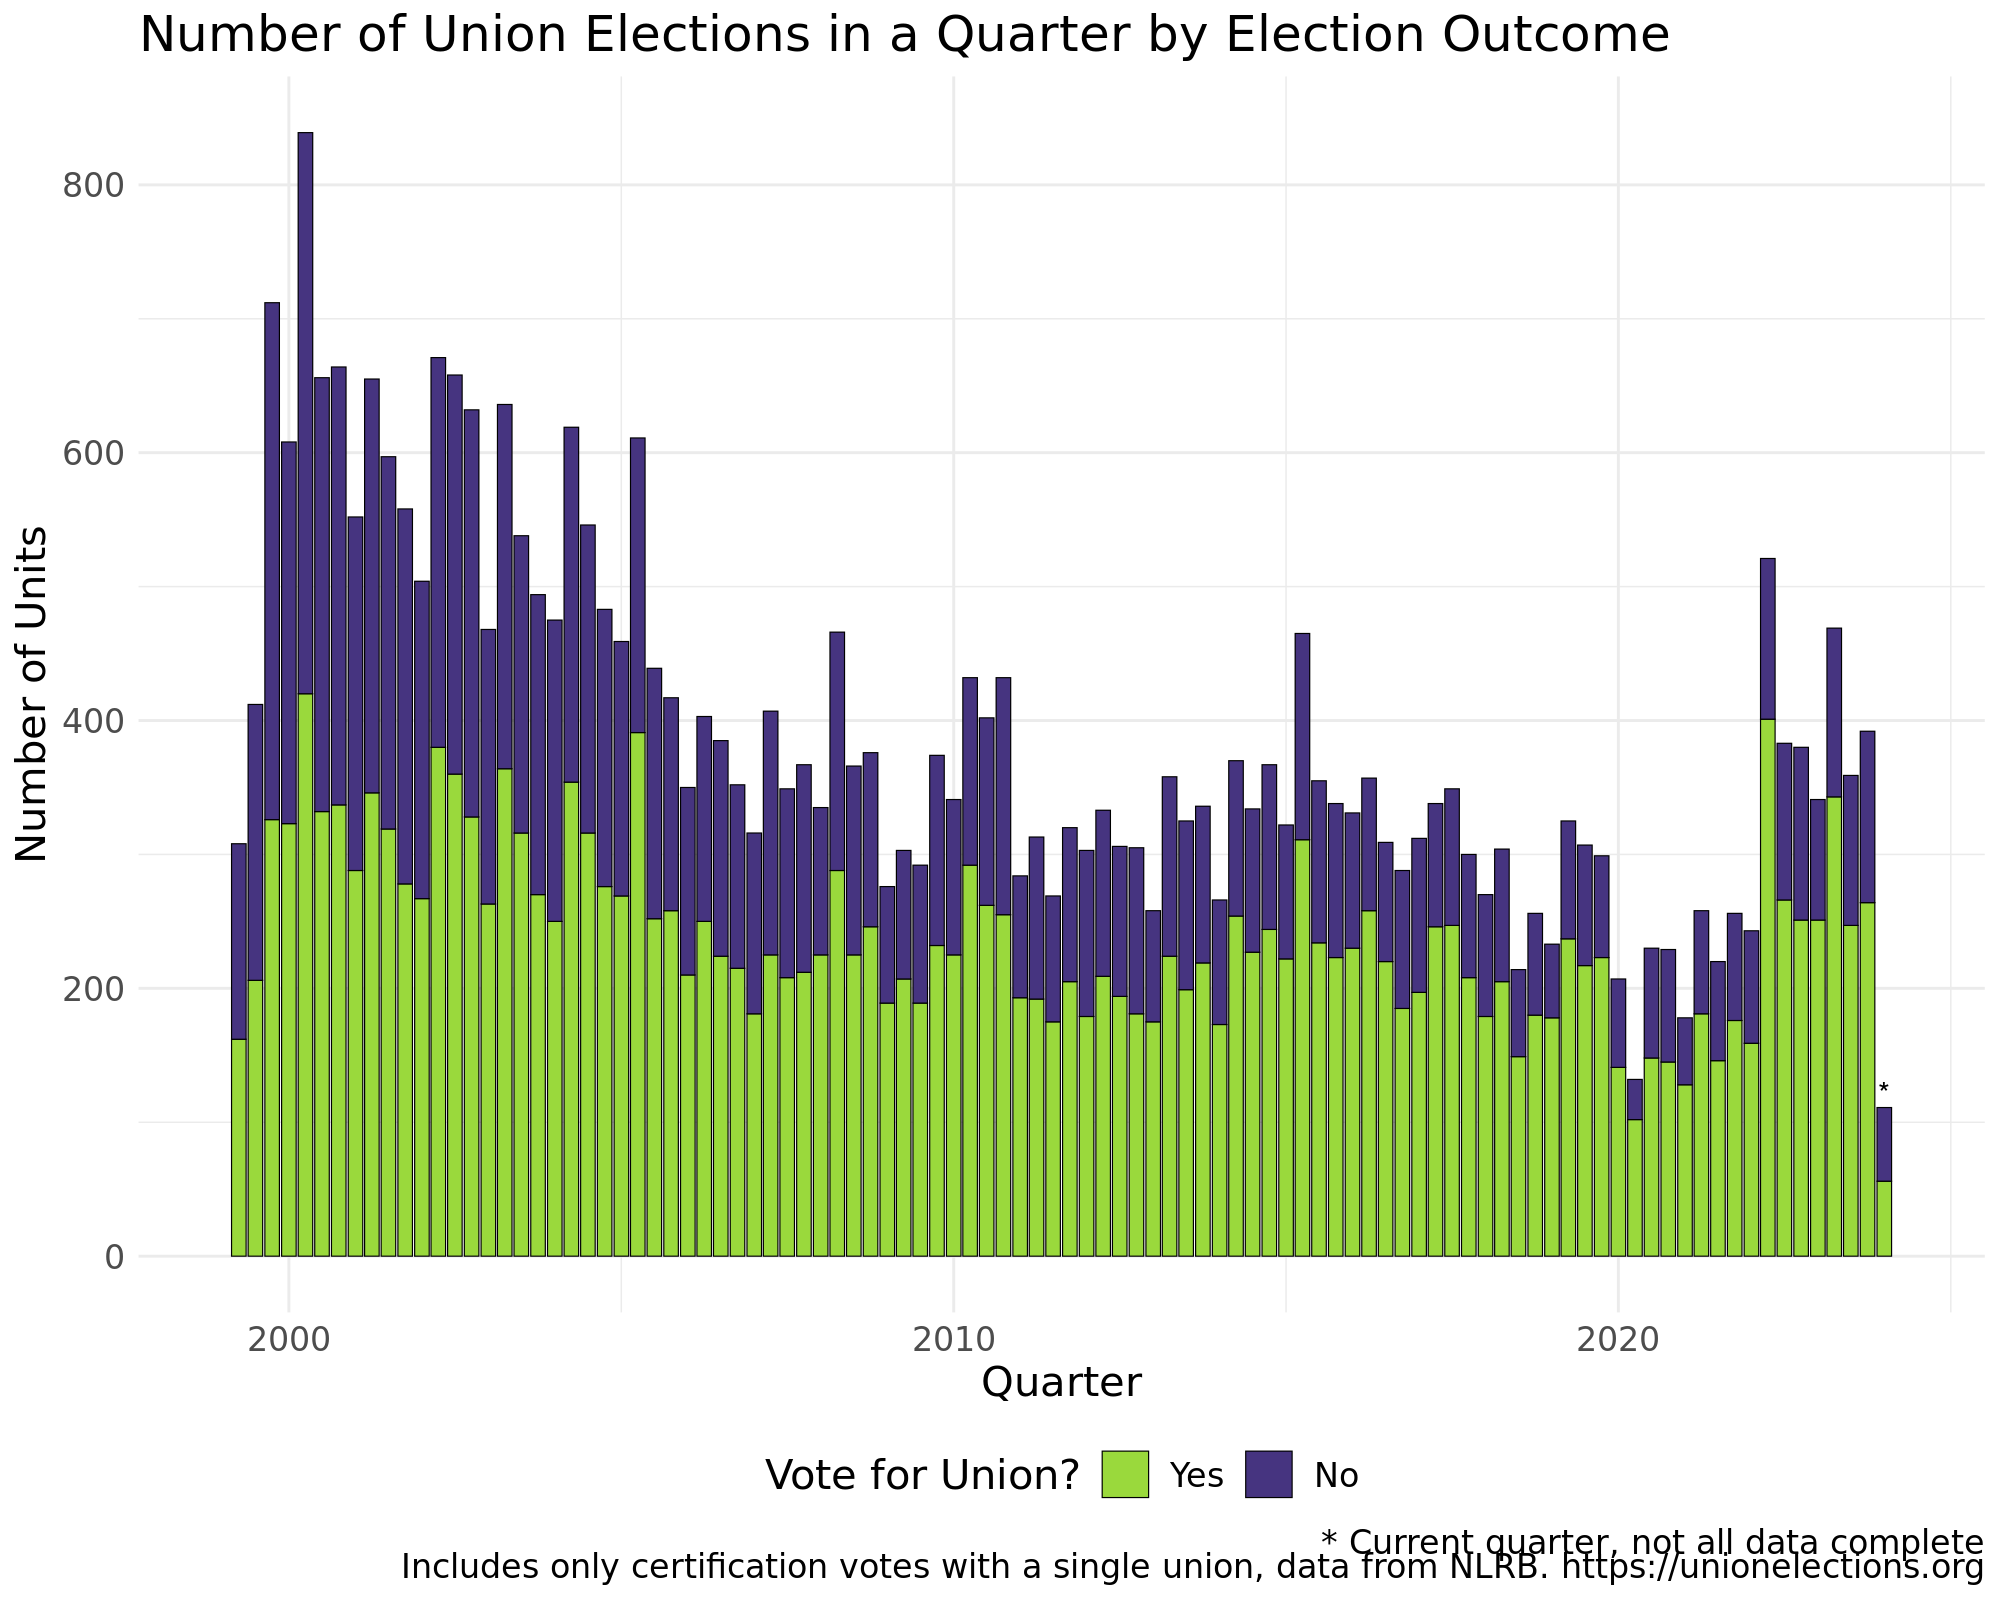 Number of Union Elections in a Quarter by Election Outcome
800
600
400
200
0
Number of Units
*
2000
2010
2020
Quarter
Vote for Union? Yes No
* Current quarter, not all data complete
Includes only certification votes with a single union, data from NLRB. https://unionelections.org